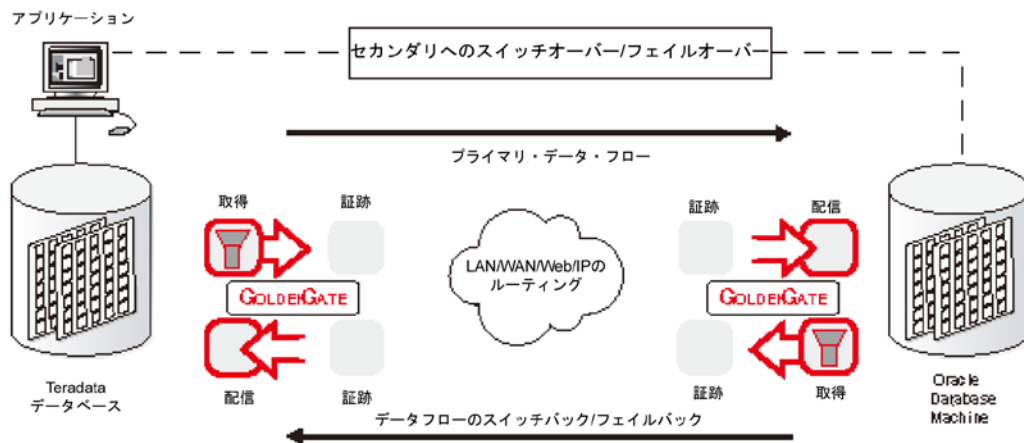 アプリケーション
セカンダリへのスイッチオーバー/フェイルオーバー
プライマリ・データ・フロー
取得
証跡
証跡
配信
LAN/WAN/Web/IPの
ルーティング
GOLDENGATE
GOLDENGATE
配信
証跡
証跡
取得
Teradata
データベース
Oracle
Darabase
Machine
データフローのスイッチバック/フェイルバック